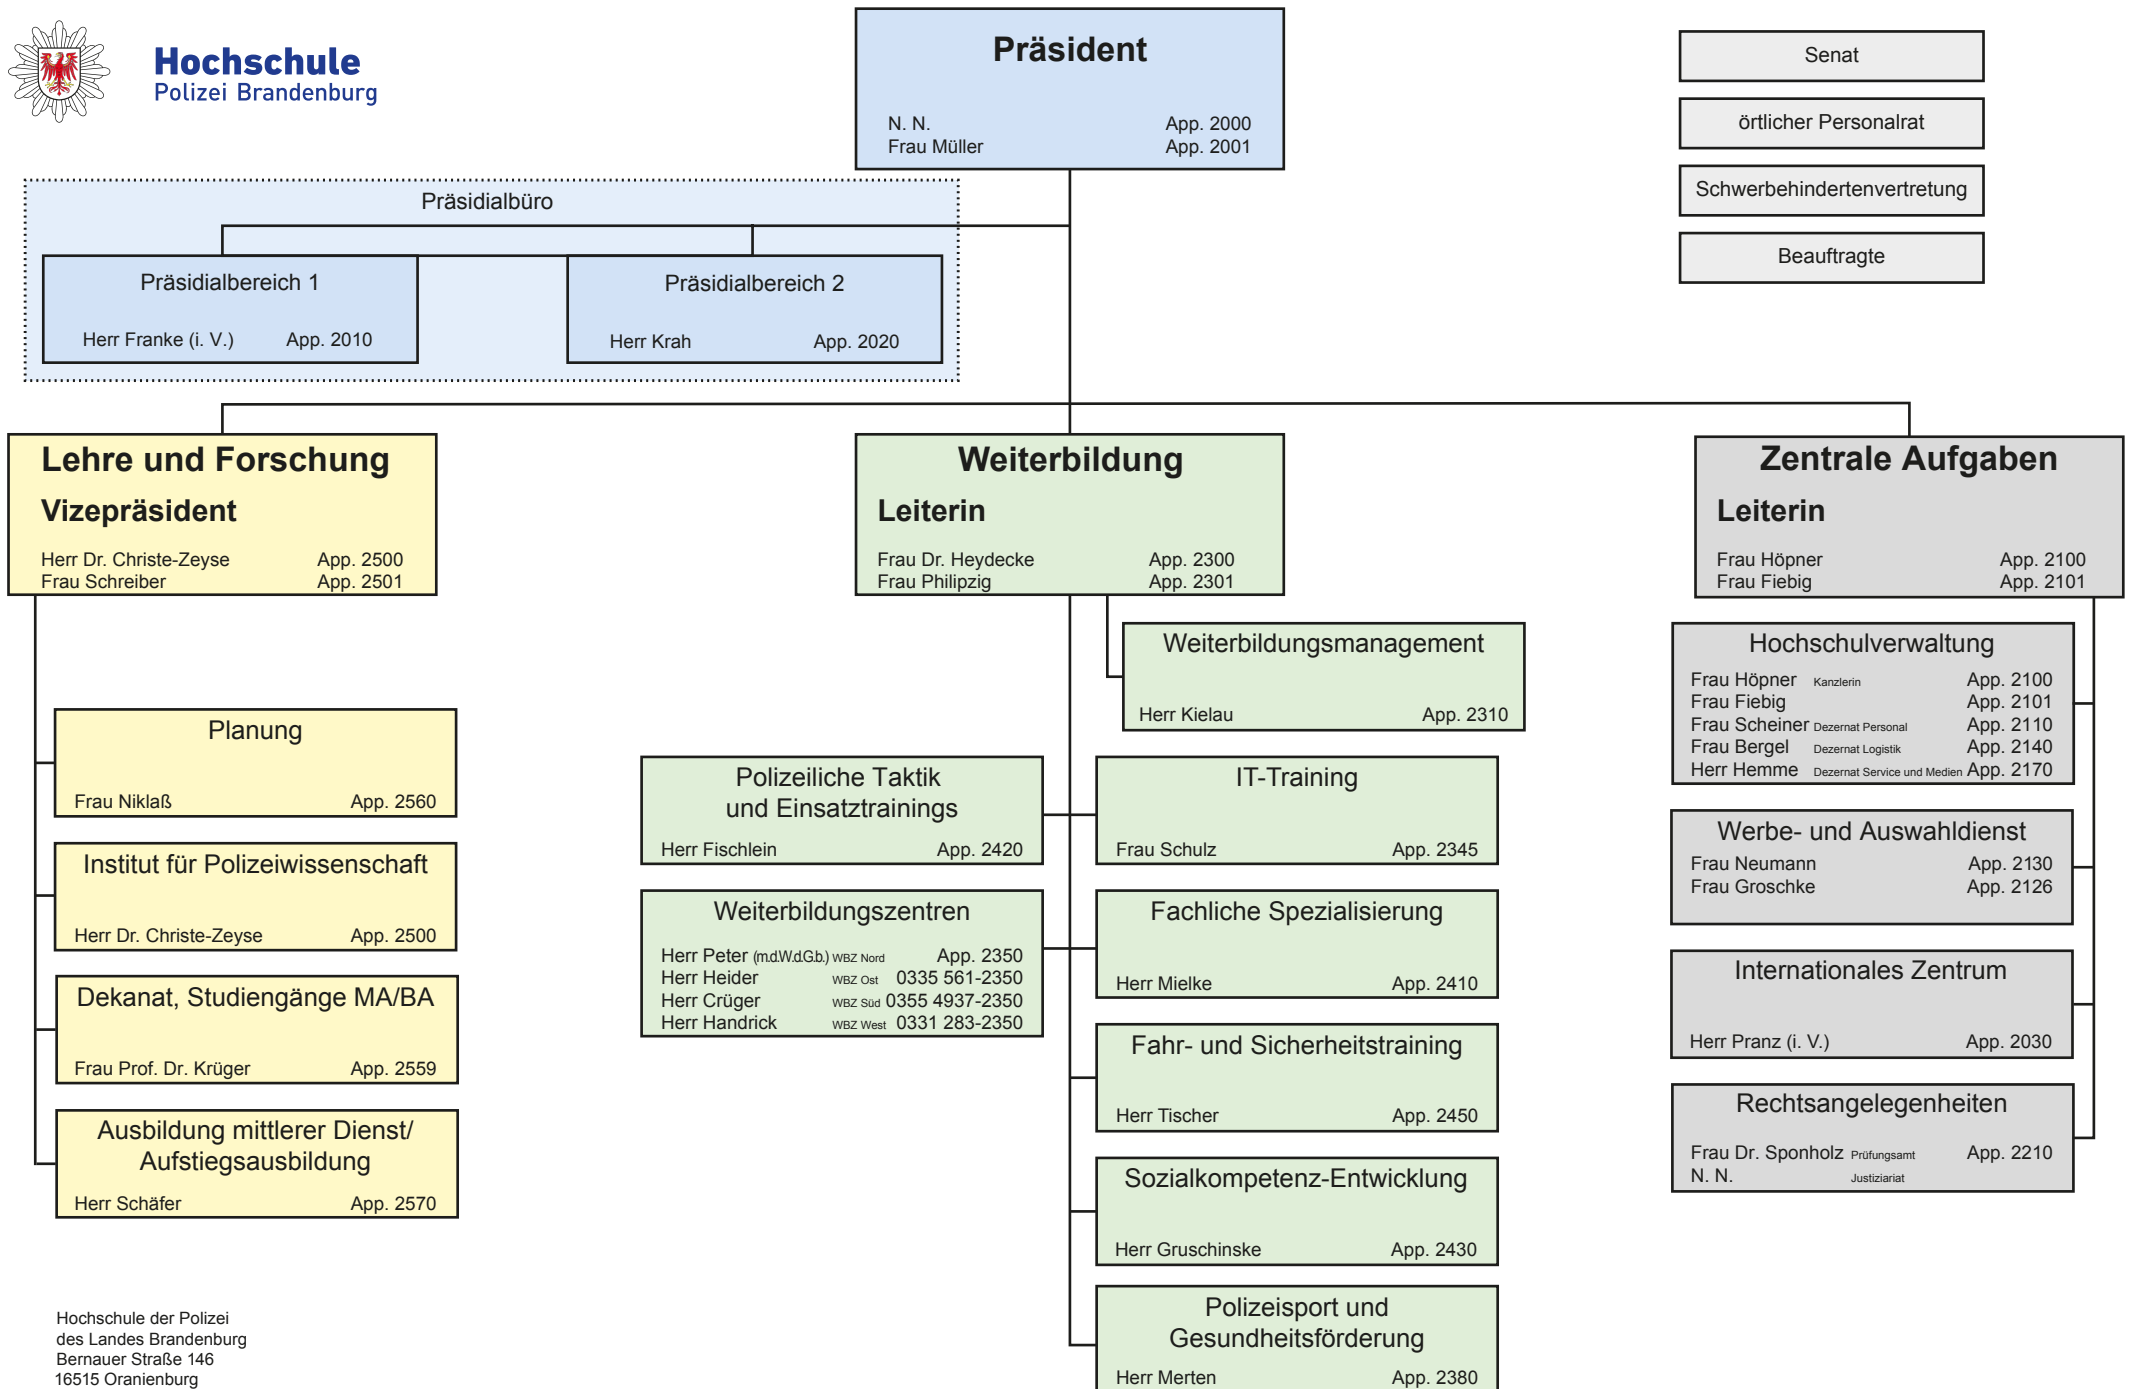 Hochschule
Polizei Brandenburg
Präsident
N. N. App. 2000
Frau Müller App. 2001
Senat
örtlicher Personalrat
Schwerbehindertenvertretung
Beauftragte
Präsidialbüro
Präsidialbereich 1
Herr Franke (i. V.) App. 2010
Präsidialbereich 2
Herr Krah App. 2020
Lehre und Forschung
Vizepräsident
Herr Dr. Christe-Zeyse App. 2500
Frau Schreiber App. 2501
Planung
Frau Niklaß App. 2560
Institut für Polizeiwissenschaft
Herr Dr. Christe-Zeyse App. 2500
Dekanat, Studiengänge MA/BA
Frau Prof. Dr. Krüger App. 2559
Ausbildung mittlerer Dienst/
Aufstiegsausbildung
Herr Schäfer App. 2570
Weiterbildung
Leiterin
Frau Dr. Heydecke App. 2300
Frau Philipzig App. 2301
Weiterbildungsmanagement
Herr Kielau App. 2310
Polizeiliche Taktik
und Einsatztrainings
Herr Fischlein App. 2420
IT-Training
Frau Schulz App. 2345
Weiterbildungszentren
Herr Peter (m.d.W.d.G.b.) WBZ Nord App. 2350
Herr Heider WBZ Ost 0335 561-2350
Herr Crüger WBZ Süd 0355 4937-2350
Herr Handrick WBZ West 0331 283-2350
Fachliche Spezialisierung
Herr Mielke App. 2410
Fahr- und Sicherheitstraining
Herr Tischer App. 2450
Sozialkompetenz-Entwicklung
Herr Gruschinske App. 2430
Polizeisport und
Gesundheitsförderung
Herr Merten App. 2380
Zentrale Aufgaben
Leiterin
Frau Höpner App. 2100
Frau Fiebig App. 2101
Hochschulverwaltung
Frau Höpner Kanzlerin App. 2100
Frau Fiebig App. 2101
Frau Scheiner Dezernat Personal App. 2110
Frau Bergel Dezernat Logistik App. 2140
Herr Hemme Dezernat Service und Medien App. 2170
Werbe- und Auswahldienst
Frau Neumann App. 2130
Frau Groschke App. 2126
Internationales Zentrum
Herr Pranz (i. V.) App. 2030
Rechtsangelegenheiten
Frau Dr. Sponholz Prüfungsamt App. 2210
N. N. Justiziariat
Hochschule der Polizei
des Landes Brandenburg
Bernauer Straße 146
16515 Oranienburg